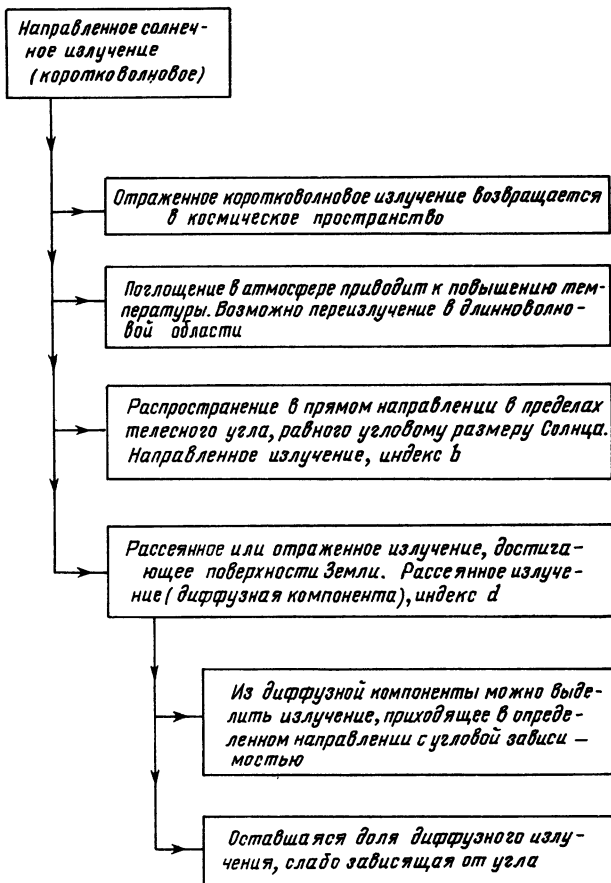 Направленное солнеч-
ное излучение
(коротковолновое)
Отраженное коротковолновое излучение возвращается
в космическое пространство
Поглощение в атмосфере приводит к повышению тем-
пературы. Возможно переизлучение в длинноволно-
вой области
Распространение в прямом направлении в пределах
телесного угла, равного угловому размеру Солнца.
Направленное излучение, индекс b
Рассеянное или отраженное излучение, достига-
ющее поверхности Земли. Рассеянное излуче-
ние (диффузная компонента), индекс d
Из диффузной компоненты можно выде-
лить излучение, приходящее в опреде-
ленном направлении с угловой зависи-
мостью
Оставшаяся доля диффузного излу-
чения, слабо зависящая от угла